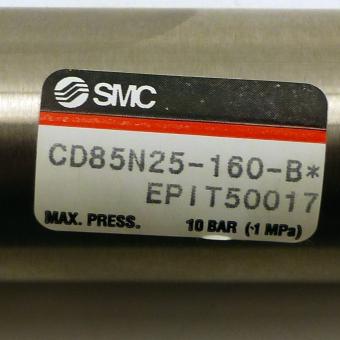 SMC
CD85N25-160-B*
EPIT50017
MAX. PRESS. 10 BAR (·1 MPa)